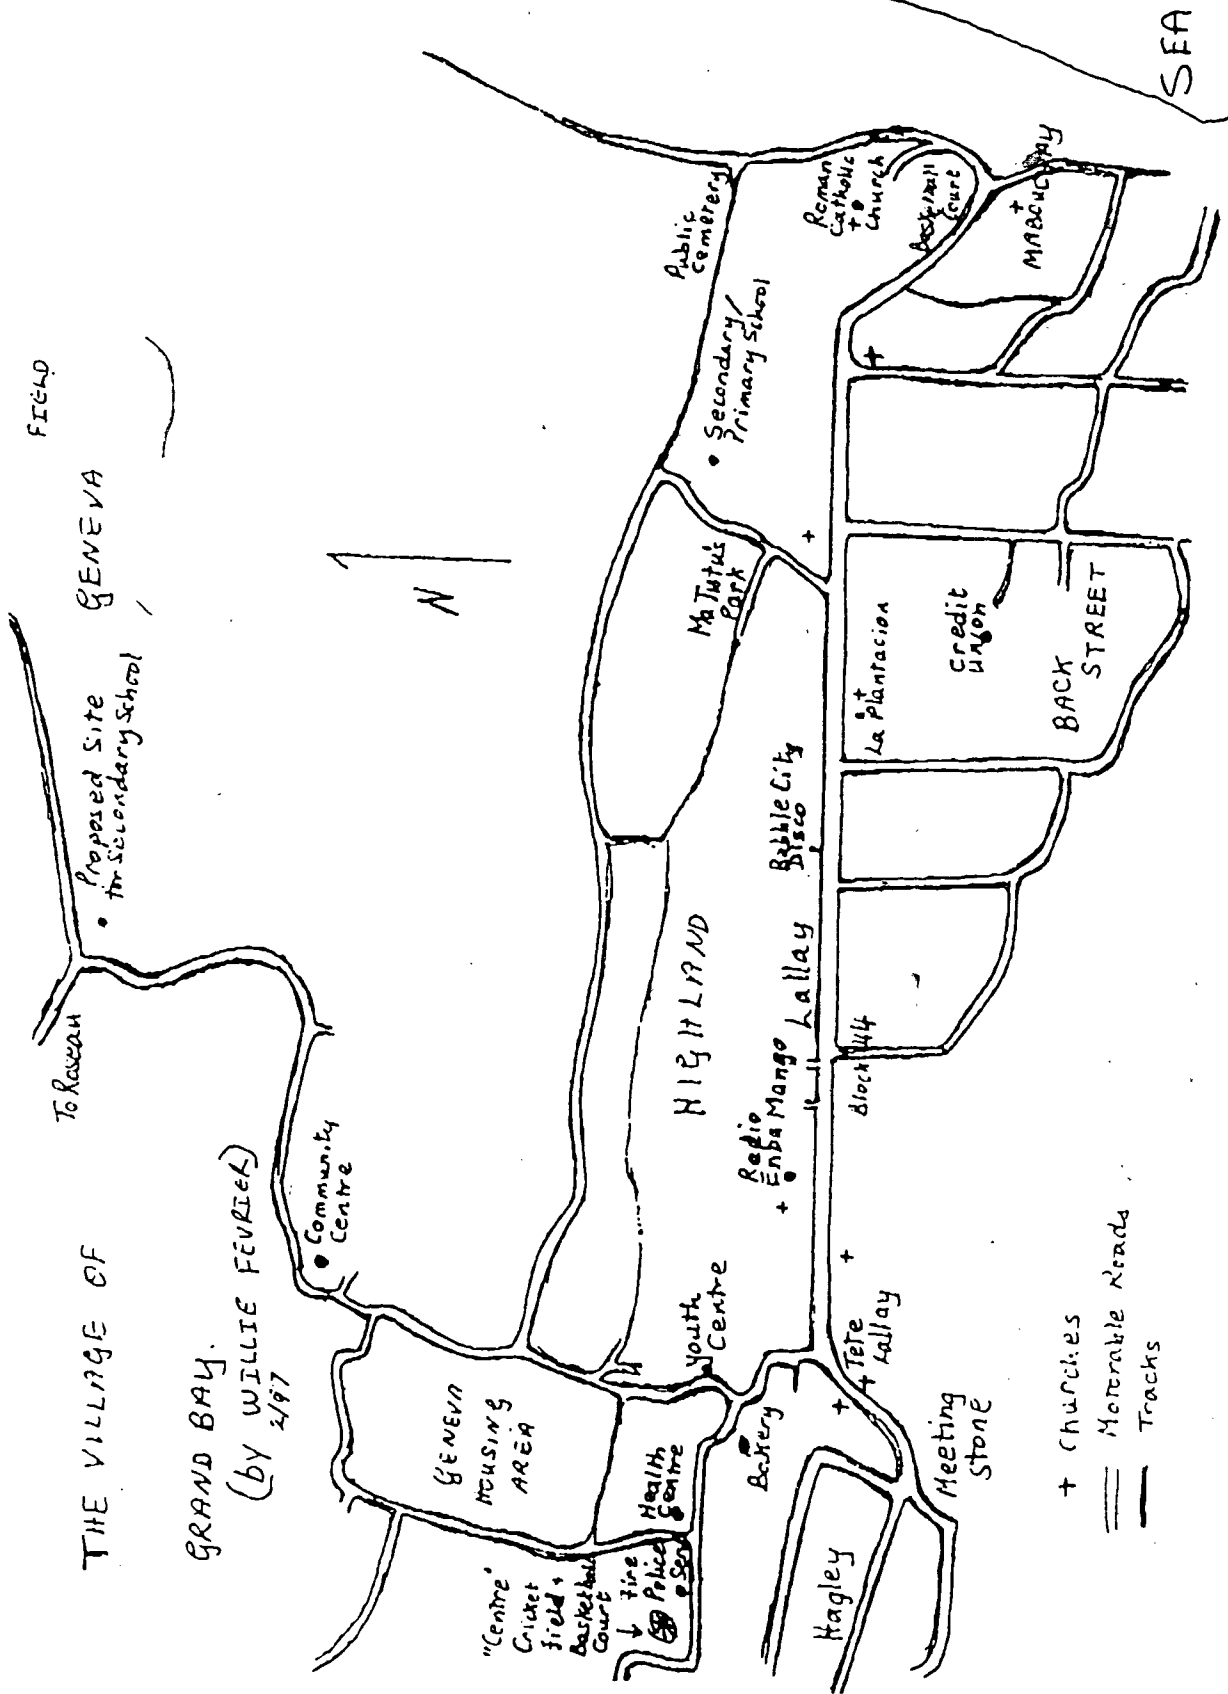 THE VILLAGE OF
GRAND BAY.
(by WILLIE FEVRIER)
2/97
To Roseau
Proposed Site
for Secondary School
GENEVA
FIELD
N
Community
Centre
GENEVA
HOUSING
AREA
"Centre"
Cricket
Field +
Basketball
Court
Fire
Police
Health
Centre
Youth
Centre
Bakery
HIGHLAND
Ma Tutu's
Park
Public
Cemetery
Secondary/
Primary School
Roman
Catholic
Church
Basketball
Court
SEA
Radio
Enba Mango
Lallay
Babble City
Disco
La Plantacion
Credit
Union
BACK
STREET
Block 44
Tete
Lallay
Meeting
Stone
Hagley
+ Churches
Motorable Roads
Tracks